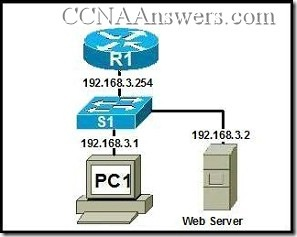 CCNAAnswers.com
R1
192.168.3.254
S1
192.168.3.1
192.168.3.2
PC1
Web Server